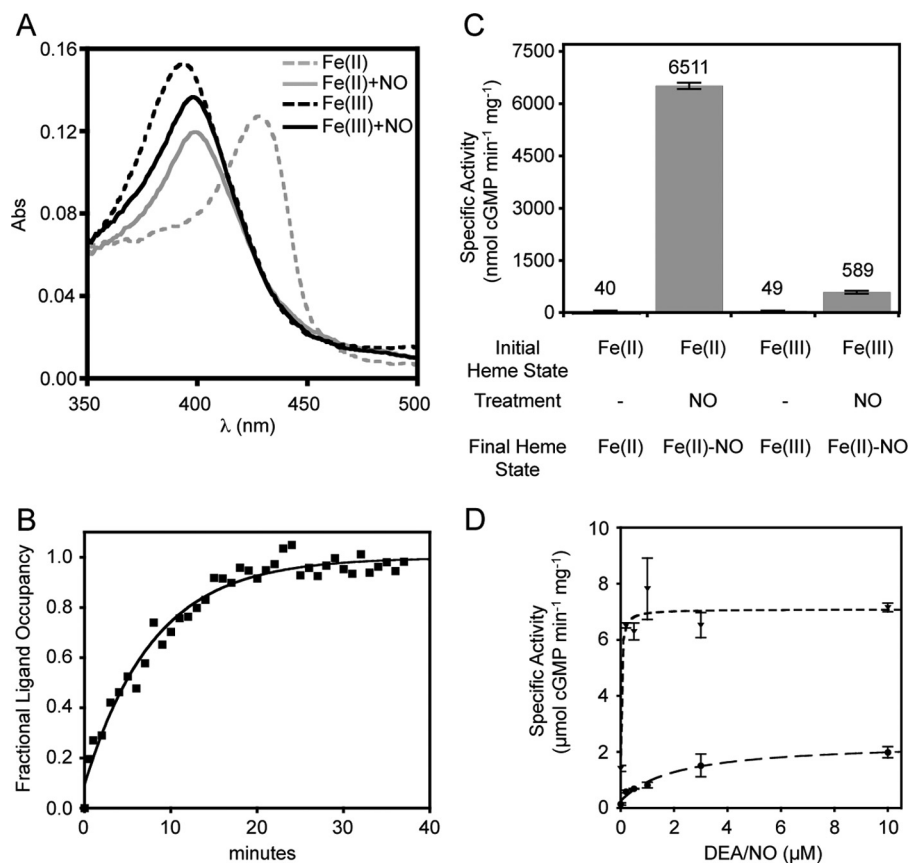 A
0.16
0.12
0.08
0.04
0.00
Abs
350
400
450
500
λ (nm)
Fe(II)
Fe(II)+NO
Fe(III)
Fe(III)+NO
C
7500
6000
4500
3000
1500
0
Specific Activity
(nmol cGMP min⁻¹ mg⁻¹)
40
6511
49
589
Initial Heme State Fe(II) Fe(II) Fe(III) Fe(III)
Treatment - NO - NO
Final Heme State Fe(II) Fe(II)-NO Fe(III) Fe(II)-NO
B
1.0
0.8
0.6
0.4
0.2
0.0
Fractional Ligand Occupancy
0
10
20
30
40
minutes
D
10
8
6
4
2
0
Specific Activity
(µmol cGMP min⁻¹ mg⁻¹)
0
2
4
6
8
10
DEA/NO (µM)